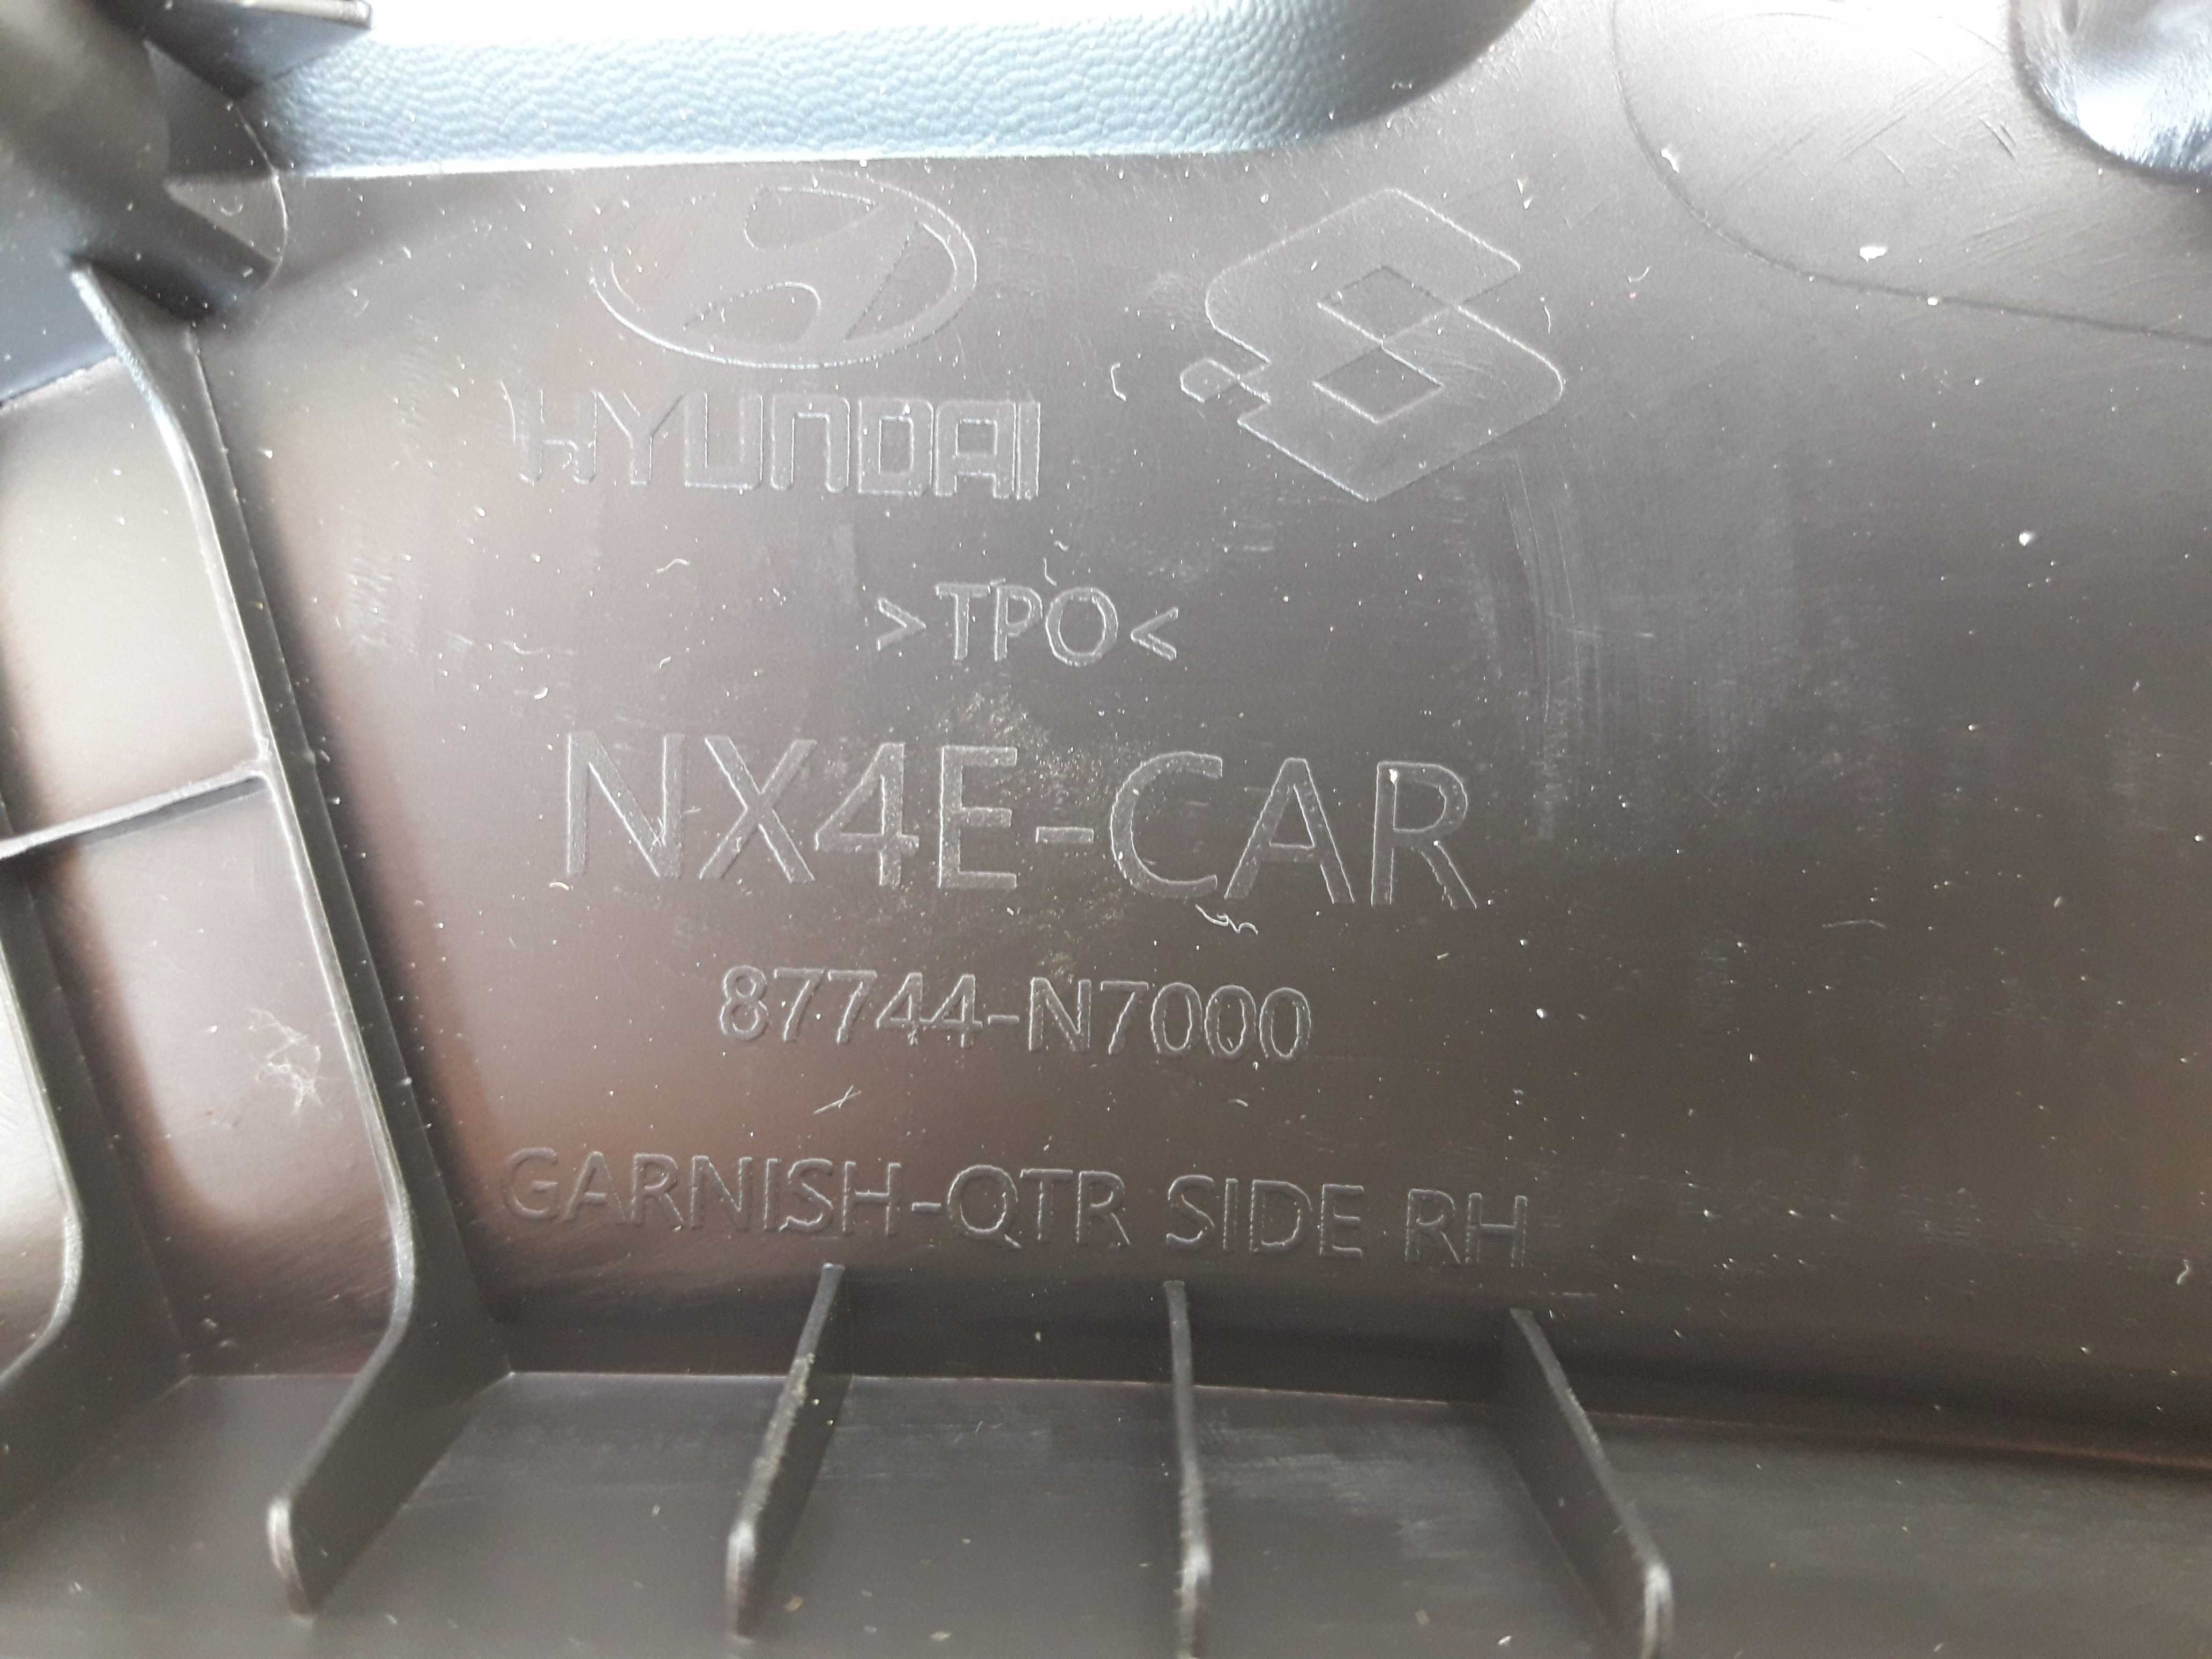 HYUNDAI
>TPO<
NX4E-CAR
87744-N7000
GARNISH-QTR SIDE RH